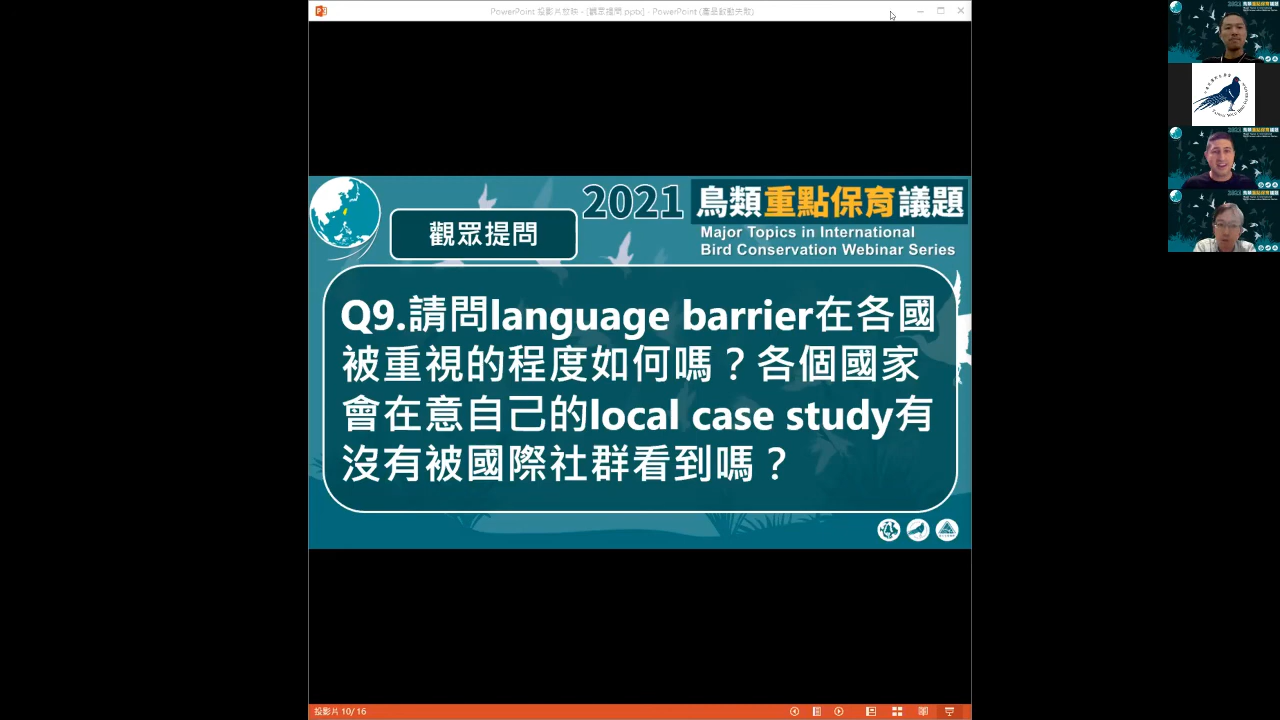 PowerPoint 投影片放映 - [觀眾提問.pptx] - PowerPoint (產品啟動失敗)
2021 鳥類重點保育議題
Major Topics in International
Bird Conservation Webinar Series
觀眾提問
Q9.請問language barrier在各國
被重視的程度如何嗎？各個國家
會在意自己的local case study有
沒有被國際社群看到嗎？
投影片 10/ 16